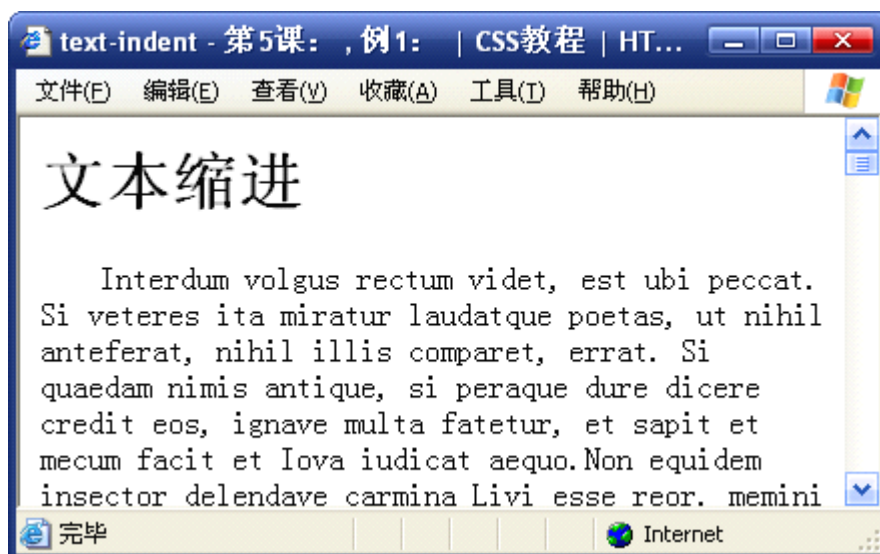 text-indent - 第5课： ，例1： | CSS教程 | HT...
文件(F) 编辑(E) 查看(V) 收藏(A) 工具(T) 帮助(H)
文本缩进
Interdum volgus rectum videt, est ubi peccat.
Si veteres ita miratur laudatque poetas, ut nihil
anteferat, nihil illis comparet, errat. Si
quaedam nimis antique, si peraque dure dicere
credit eos, ignave multa fatetur, et sapit et
mecum facit et Iova iudicat aequo.Non equidem
insector delendave carmina Livi esse reor. memini
完毕 Internet